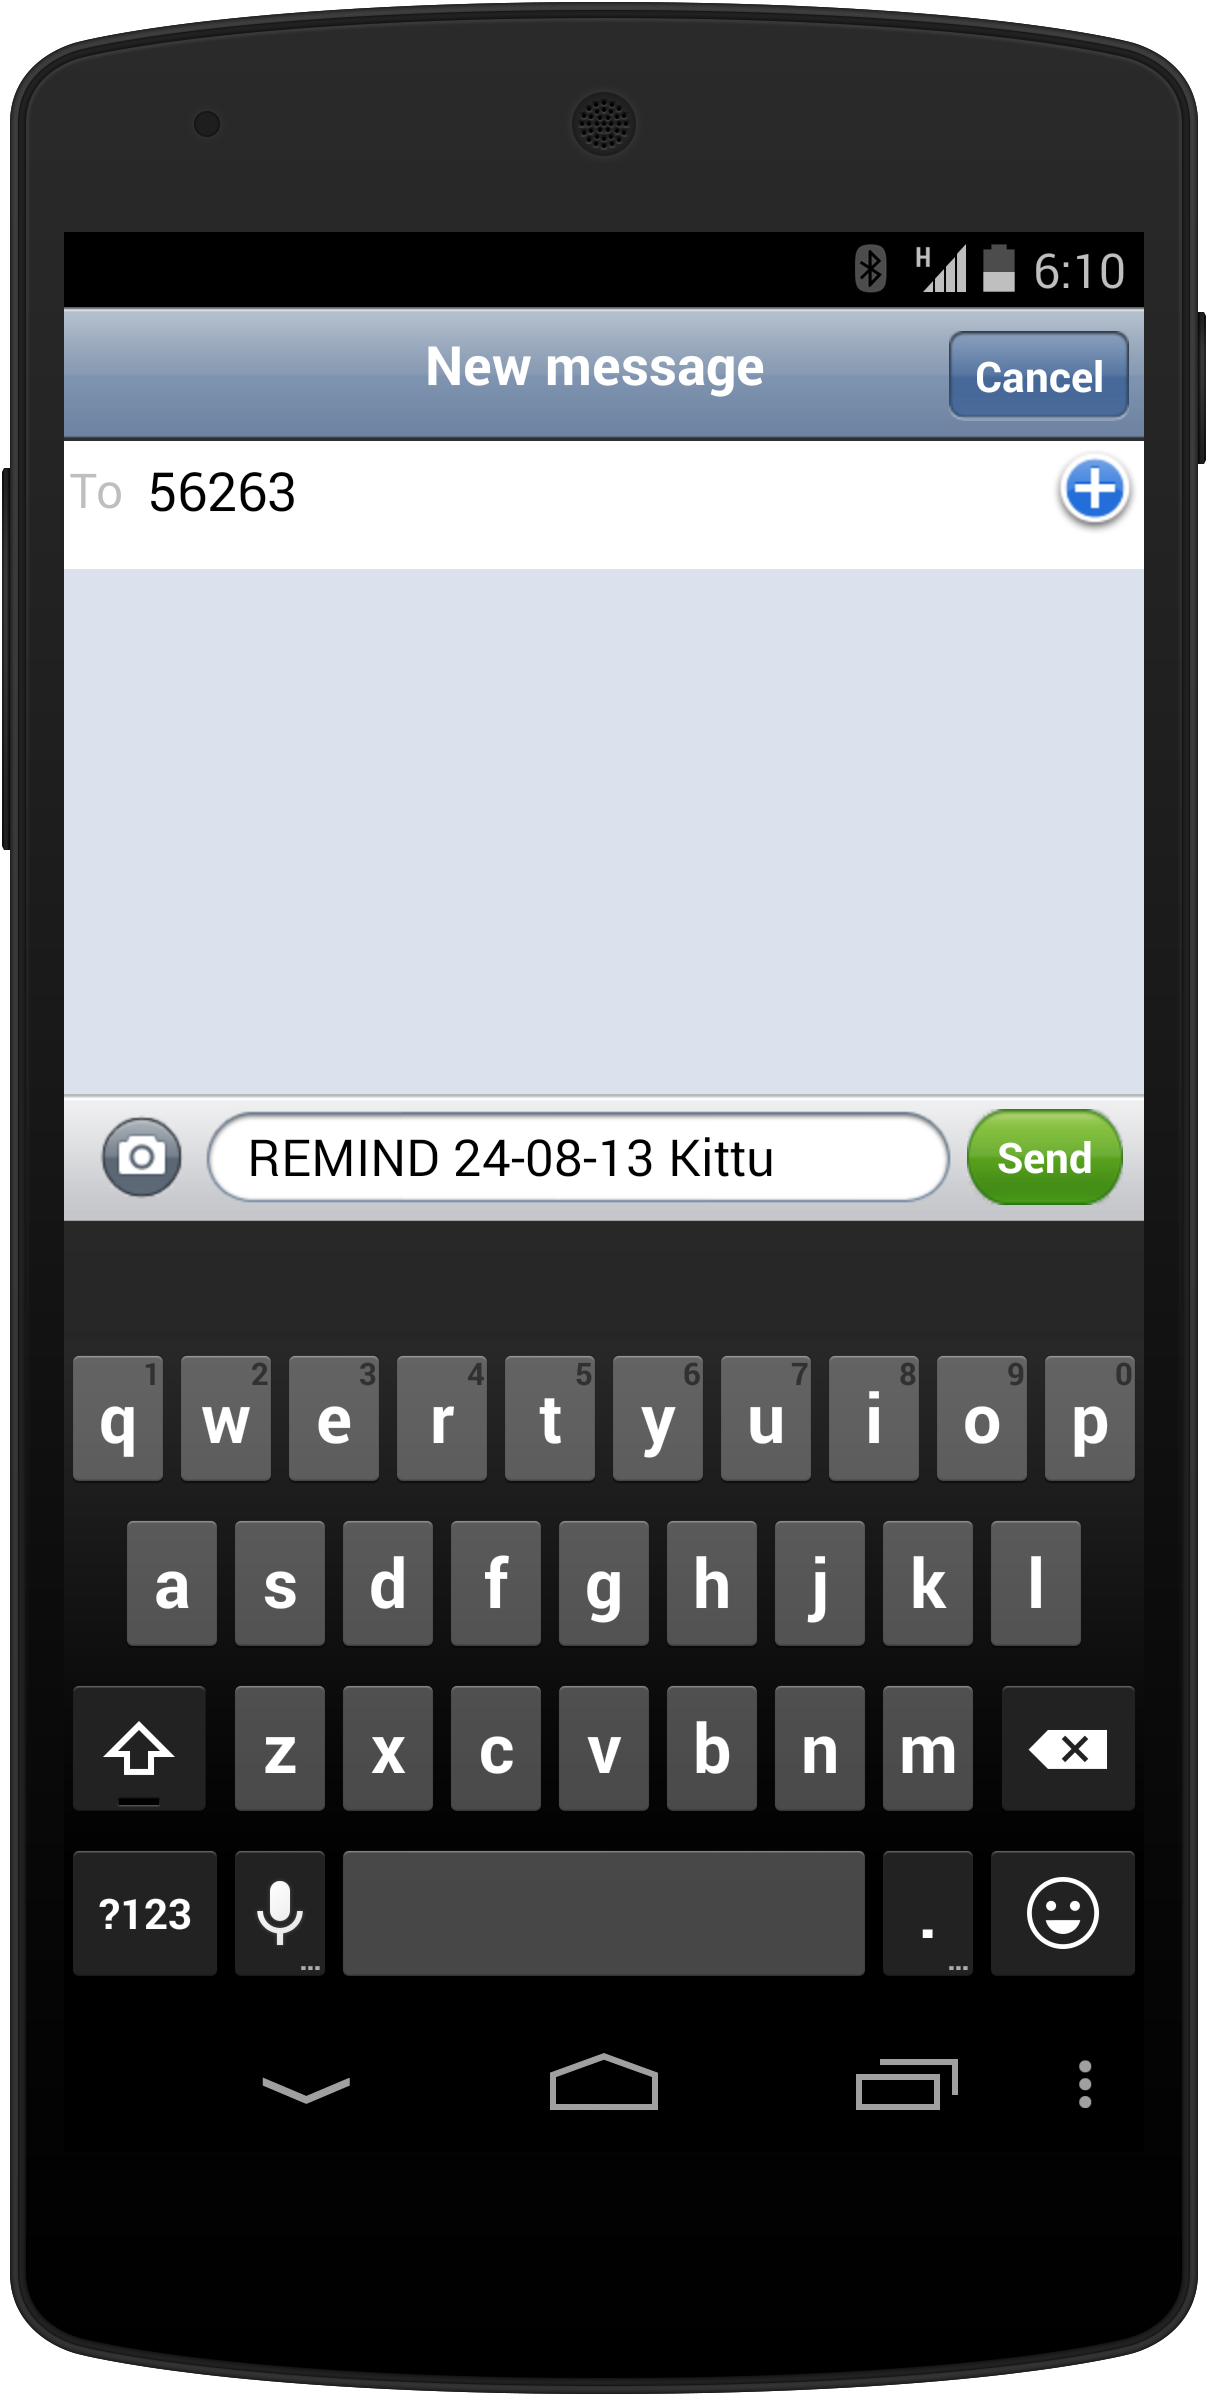 H 6:10
New message Cancel
To 56263
REMIND 24-08-13 Kittu Send
1 2 3 4 5 6 7 8 9 0
q w e r t y u i o p
a s d f g h j k l
z x c v b n m
?123 .